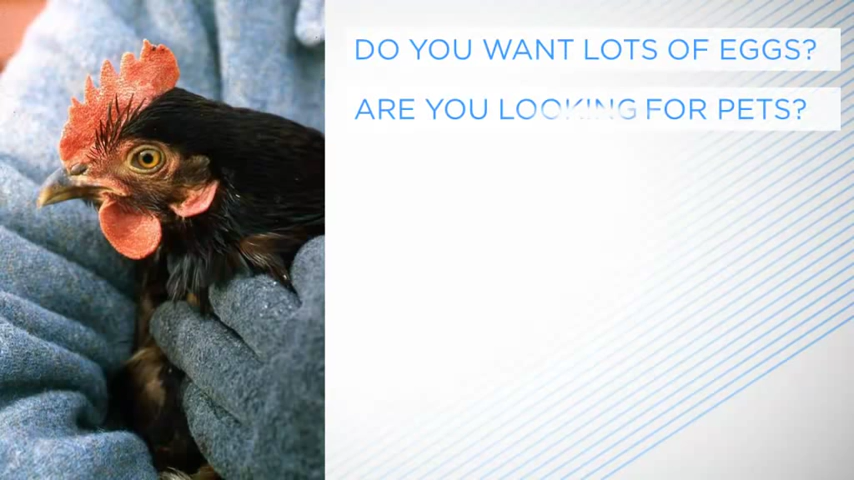 DO YOU WANT LOTS OF EGGS?
ARE YOU LOOKING FOR PETS?